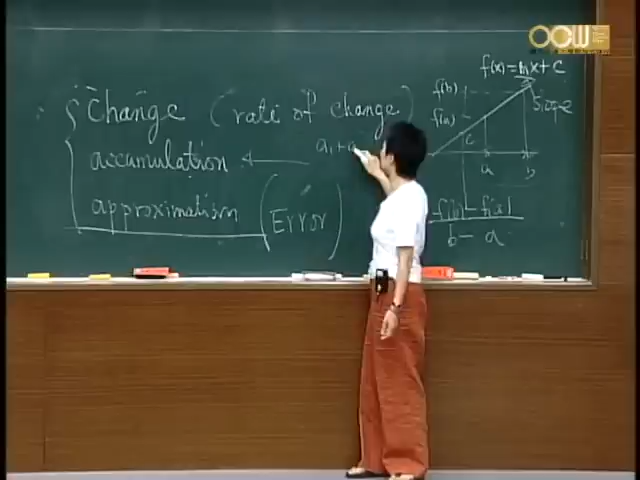 OCW
f(x) = mx + c
Change (rate of change)
f(b)
f(a)
Slope
c
accumulation ←
a₁ + a
a
b
approximation (Error)
f(b) - f(a)
b - a